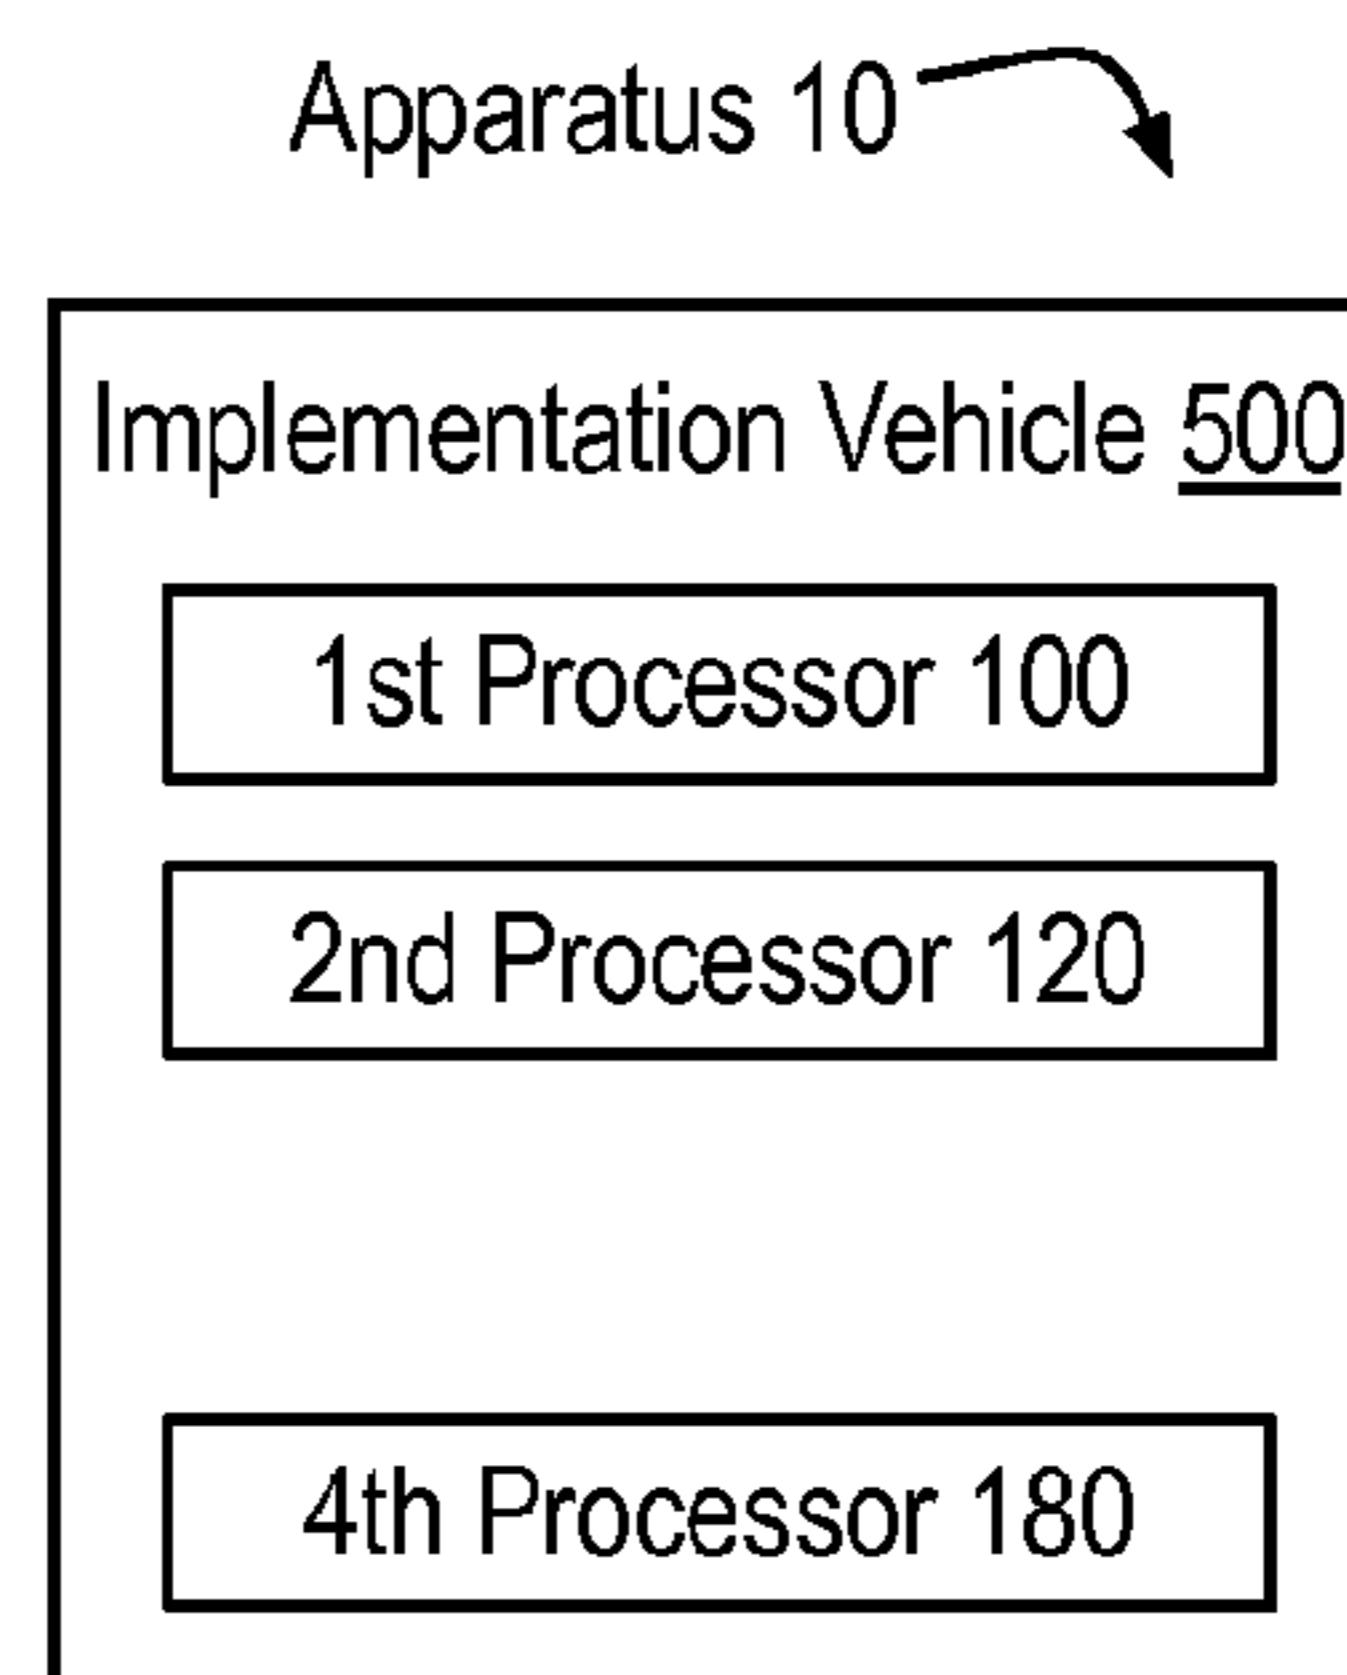 Apparatus 10
Implementation Vehicle 500
1st Processor 100
2nd Processor 120
4th Processor 180